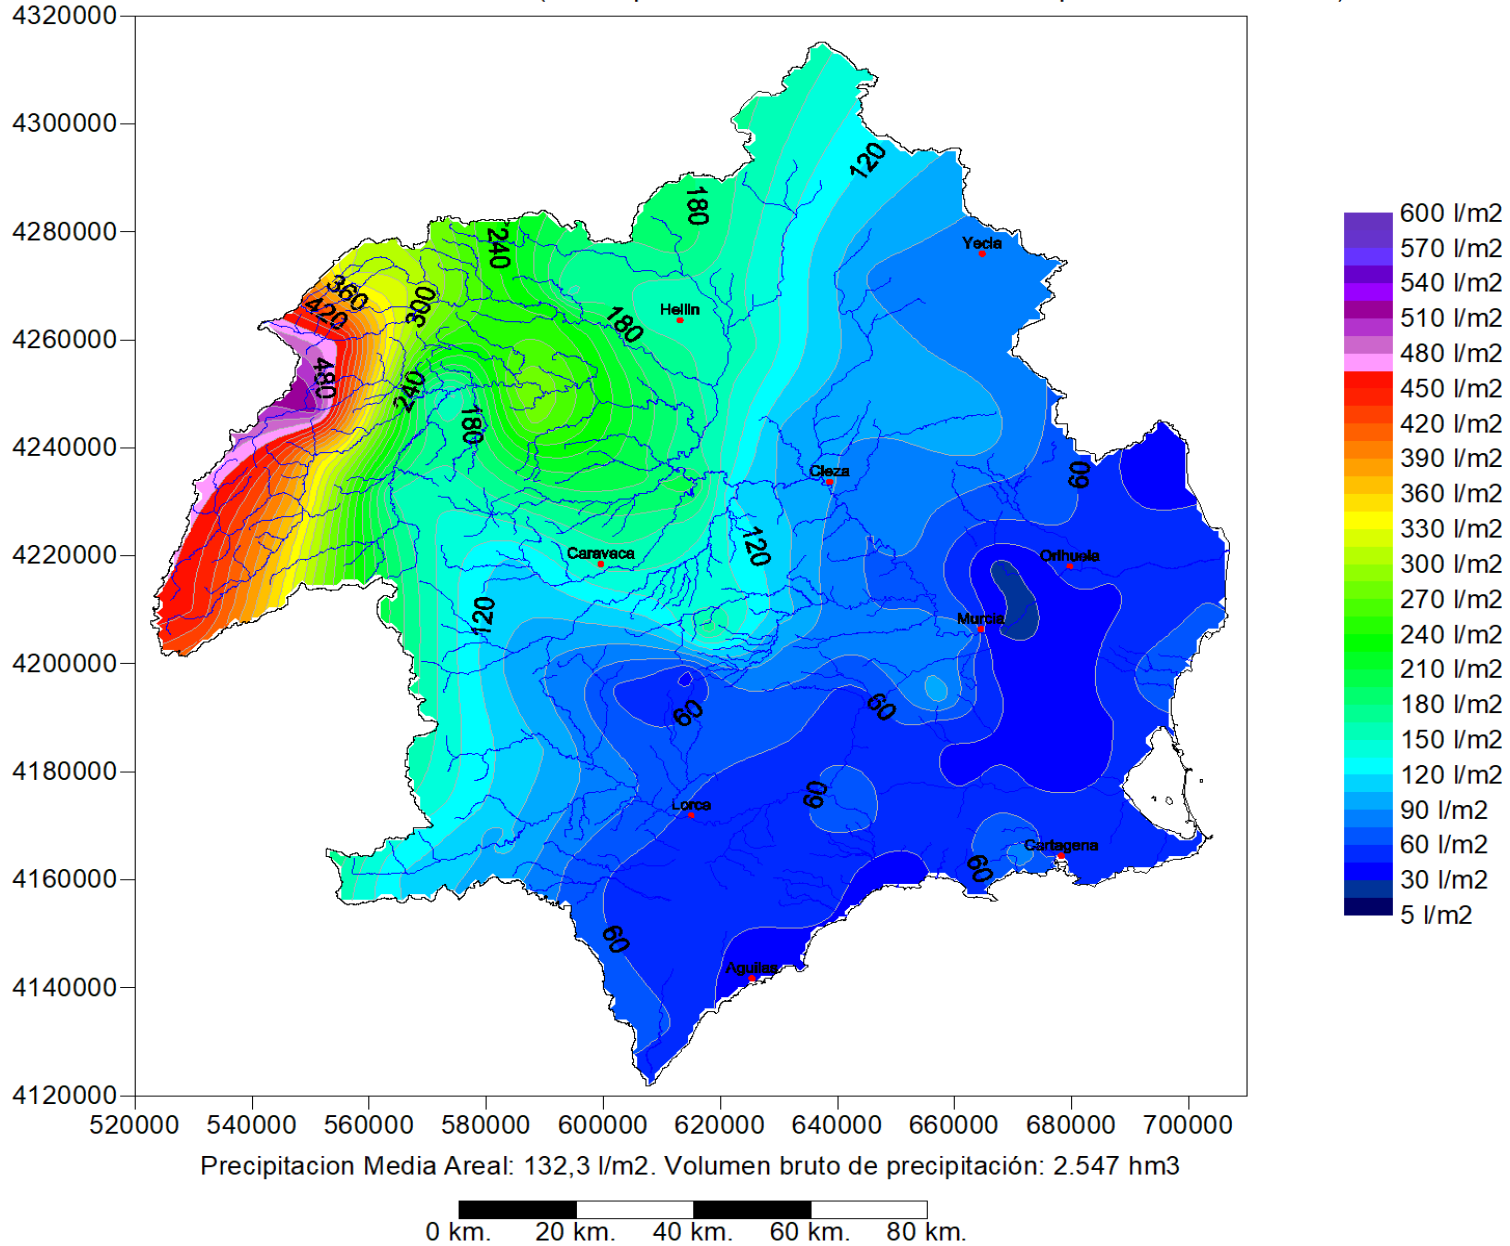 4320000
4300000
4280000
4260000
4240000
4220000
4200000
4180000
4160000
4140000
4120000
520000 540000 560000 580000 600000 620000 640000 660000 680000 700000
120
180
240
Yecla
360
300
420
Hellin
180
480
240
180
Cieza
60
120
Orihuela
Caravaca
120
Murcia
60
60
60
Lorca
Cartagena
60
60
Aguilas
600 l/m2
570 l/m2
540 l/m2
510 l/m2
480 l/m2
450 l/m2
420 l/m2
390 l/m2
360 l/m2
330 l/m2
300 l/m2
270 l/m2
240 l/m2
210 l/m2
180 l/m2
150 l/m2
120 l/m2
90 l/m2
60 l/m2
30 l/m2
5 l/m2
Precipitacion Media Areal: 132,3 l/m2. Volumen bruto de precipitación: 2.547 hm3
0 km. 20 km. 40 km. 60 km. 80 km.